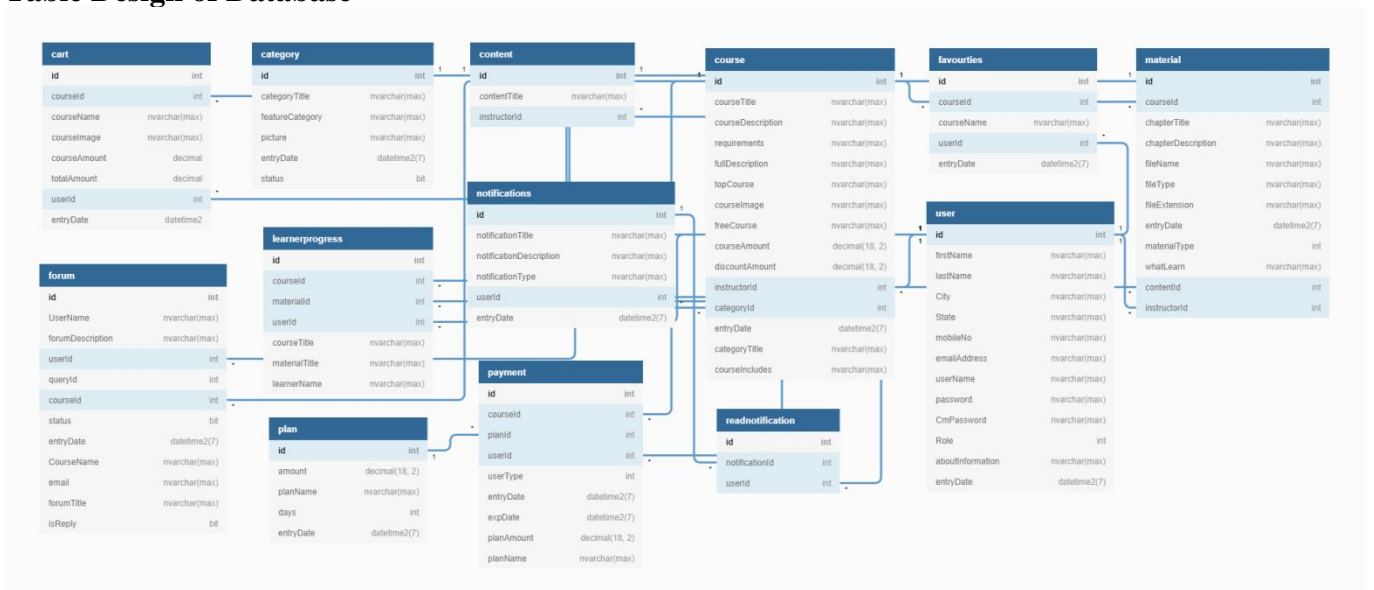 Table Design of Database
cart
id int
courseId int
courseName nvarchar(max)
courseImage nvarchar(max)
courseAmount decimal
totalAmount decimal
userId int
entryDate datetime2
category
id int
categoryTitle nvarchar(max)
featureCategory nvarchar(max)
picture nvarchar(max)
entryDate datetime2(7)
status bit
content
id int
contentTitle nvarchar(max)
instructorId int
course
id int
courseTitle nvarchar(max)
courseDescription nvarchar(max)
requirements nvarchar(max)
fullDescription nvarchar(max)
topCourse nvarchar(max)
courseImage nvarchar(max)
freeCourse nvarchar(max)
courseAmount decimal(18, 2)
discountAmount decimal(18, 2)
instructorId int
categoryId int
entryDate datetime2(7)
categoryTitle nvarchar(max)
courseIncludes nvarchar(max)
favourties
id int
courseId int
courseName nvarchar(max)
userId int
entryDate datetime2(7)
material
id int
courseId int
chapterTitle nvarchar(max)
chapterDescription nvarchar(max)
fileName nvarchar(max)
fileType nvarchar(max)
fileExtension nvarchar(max)
entryDate datetime2(7)
materialType int
whatLearn nvarchar(max)
contentId int
instructorId int
notifications
id int
notificationTitle nvarchar(max)
notificationDescription nvarchar(max)
notificationType nvarchar(max)
userId int
entryDate datetime2(7)
user
id int
firstName nvarchar(max)
lastName nvarchar(max)
City nvarchar(max)
State nvarchar(max)
mobileNo nvarchar(max)
emailAddress nvarchar(max)
userName nvarchar(max)
password nvarchar(max)
CmPassword nvarchar(max)
Role int
aboutInformation nvarchar(max)
entryDate datetime2(7)
learnerprogress
id int
courseId int
materialId int
userId int
courseTitle nvarchar(max)
materialTitle nvarchar(max)
learnerName nvarchar(max)
forum
id int
UserName nvarchar(max)
forumDescription nvarchar(max)
userId int
queryId int
courseId int
status bit
entryDate datetime2(7)
CourseName nvarchar(max)
email nvarchar(max)
forumTitle nvarchar(max)
isReply bit
plan
id int
amount decimal(18, 2)
planName nvarchar(max)
days int
entryDate datetime2(7)
payment
id int
courseId int
planId int
userId int
userType int
entryDate datetime2(7)
expDate datetime2(7)
planAmount decimal(18, 2)
planName nvarchar(max)
readnotification
id int
notificationId int
userId int